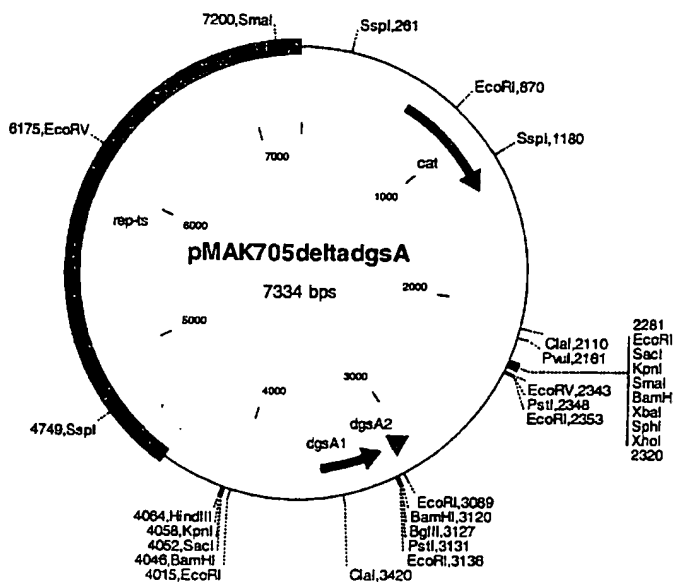 7200,SmaI
SspI,261
EcoRI,870
SspI,1180
6175,EcoRV
7000
1000
cat
rep-ts
6000
pMAK705deltadgsA
7334 bps
2000
5000
4000
3000
ClaI,2110
PvuI,2161
2281
EcoRI
SacI
KpnI
SmaI
BamHI
XbaI
SphI
XhoI
2320
EcoRV,2343
PstI,2348
EcoRI,2353
4749,SspI
dgsA1
dgsA2
EcoRI,3089
BamHI,3120
BglII,3127
PstI,3131
EcoRI,3138
4064,HindIII
4058,KpnI
4052,SacI
4046,BamHI
4015,EcoRI
ClaI,3420